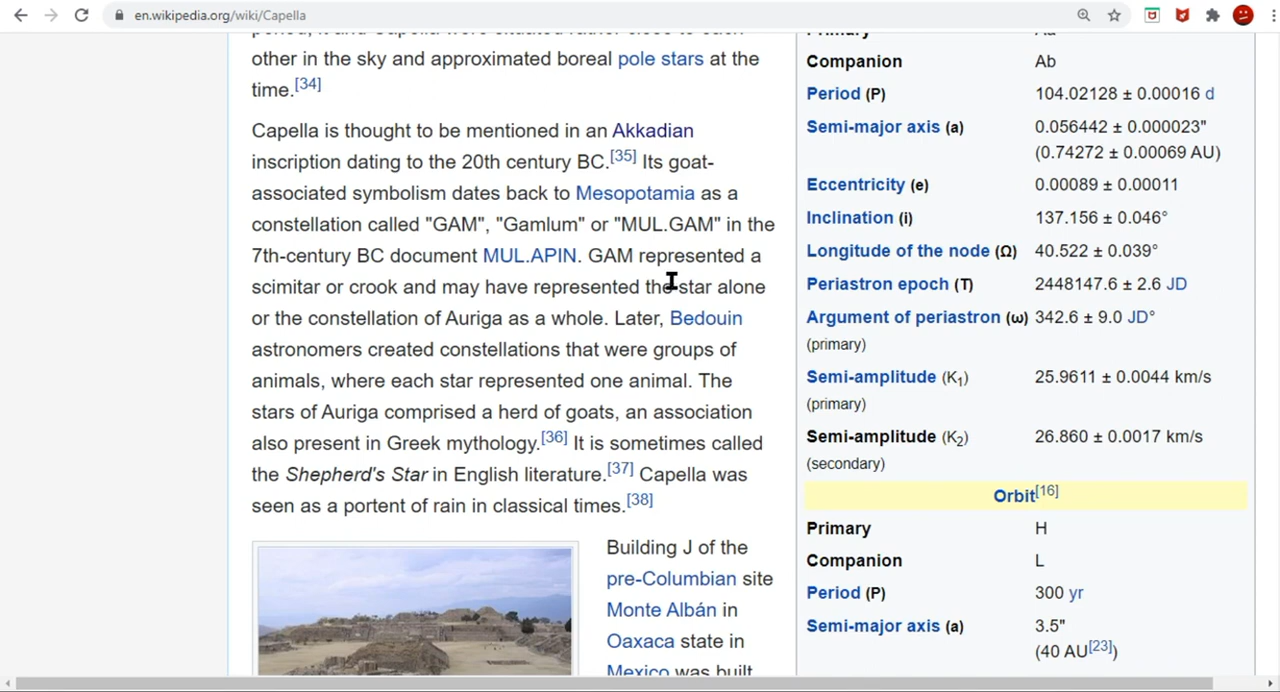 en.wikipedia.org/wiki/Capella
other in the sky and approximated boreal pole stars at the
time.[34]
Capella is thought to be mentioned in an Akkadian
inscription dating to the 20th century BC.[35] Its goat-
associated symbolism dates back to Mesopotamia as a
constellation called "GAM", "Gamlum" or "MUL.GAM" in the
7th-century BC document MUL.APIN. GAM represented a
scimitar or crook and may have represented the star alone
or the constellation of Auriga as a whole. Later, Bedouin
astronomers created constellations that were groups of
animals, where each star represented one animal. The
stars of Auriga comprised a herd of goats, an association
also present in Greek mythology.[36] It is sometimes called
the Shepherd's Star in English literature.[37] Capella was
seen as a portent of rain in classical times.[38]
Building J of the
pre-Columbian site
Monte Albán in
Oaxaca state in
Mexico was built
Primary Aa
Companion Ab
Period (P) 104.02128 ± 0.00016 d
Semi-major axis (a) 0.056442 ± 0.000023"
(0.74272 ± 0.00069 AU)
Eccentricity (e) 0.00089 ± 0.00011
Inclination (i) 137.156 ± 0.046°
Longitude of the node (Ω) 40.522 ± 0.039°
Periastron epoch (T) 2448147.6 ± 2.6 JD
Argument of periastron (ω) 342.6 ± 9.0 JD°
(primary)
Semi-amplitude (K1) 25.9611 ± 0.0044 km/s
(primary)
Semi-amplitude (K2) 26.860 ± 0.0017 km/s
(secondary)
Orbit[16]
Primary H
Companion L
Period (P) 300 yr
Semi-major axis (a) 3.5"
(40 AU[23])